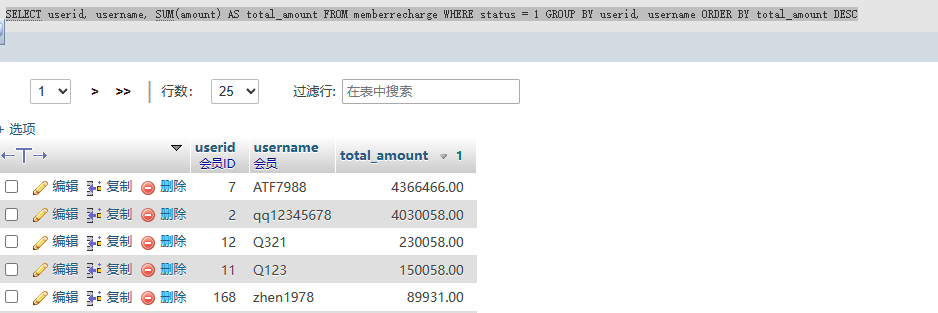 SELECT userid, username, SUM(amount) AS total_amount FROM memberrecharge WHERE status = 1 GROUP BY userid, username ORDER BY total_amount DESC
1 > >> 行数： 25 过滤行: 在表中搜索
+ 选项
←T→ userid 会员ID username 会员 total_amount 1
编辑 复制 删除 7 ATF7988 4366466.00
编辑 复制 删除 2 qq12345678 4030058.00
编辑 复制 删除 12 Q321 230058.00
编辑 复制 删除 11 Q123 150058.00
编辑 复制 删除 168 zhen1978 89931.00